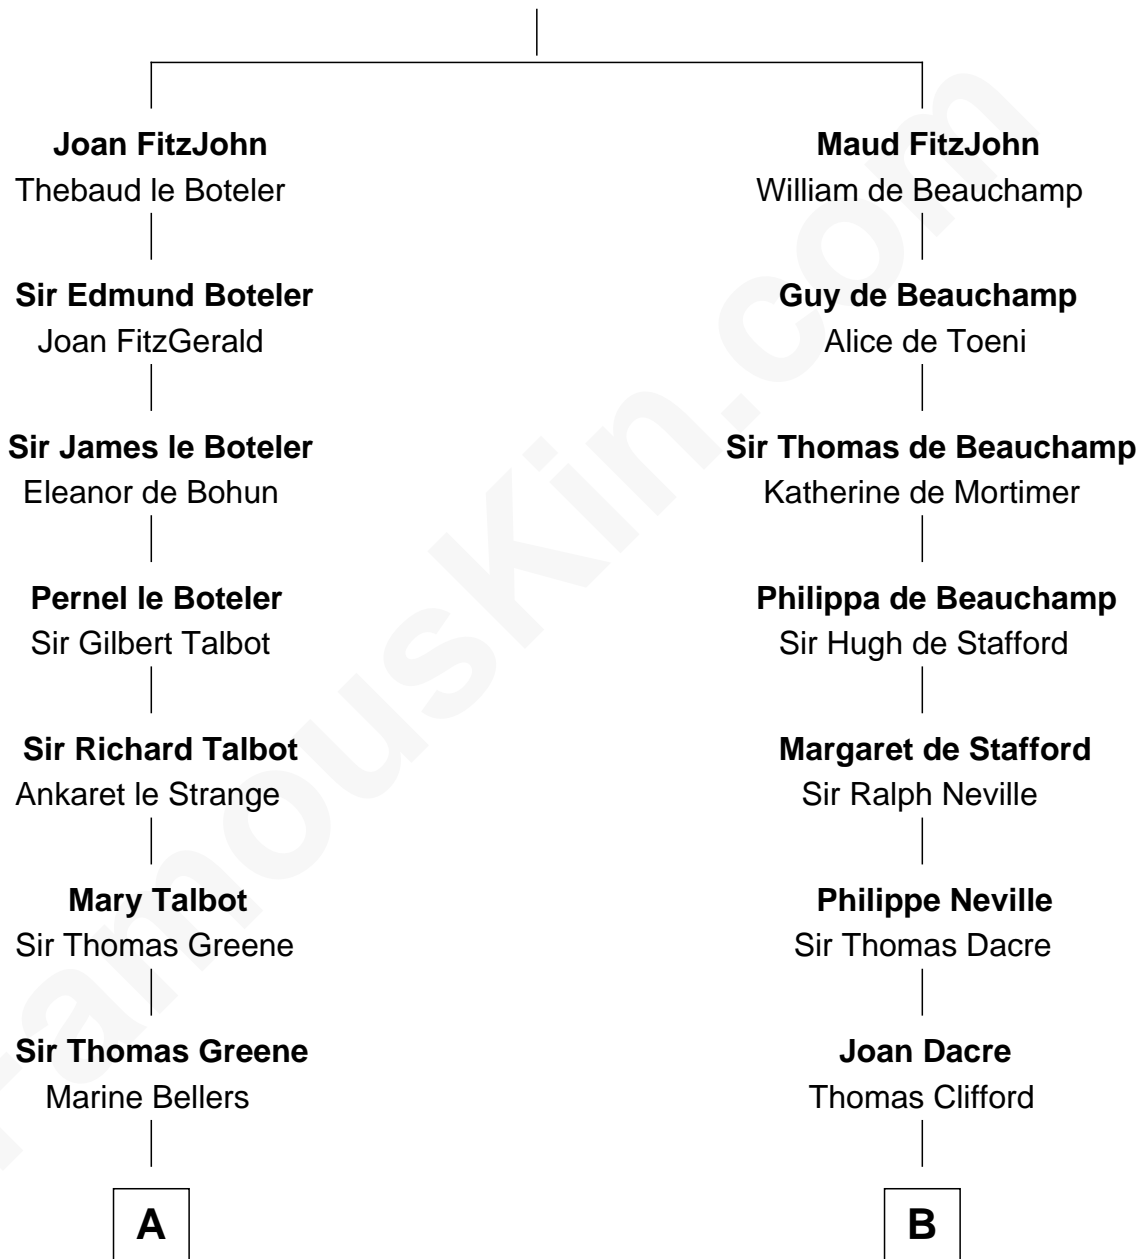 Joan FitzJohn
Thebaud le Boteler
Sir Edmund Boteler
Joan FitzGerald
Sir James le Boteler
Eleanor de Bohun
Pernel le Boteler
Sir Gilbert Talbot
Sir Richard Talbot
Ankaret le Strange
Mary Talbot
Sir Thomas Greene
Sir Thomas Greene
Marine Bellers
A
Maud FitzJohn
William de Beauchamp
Guy de Beauchamp
Alice de Toeni
Sir Thomas de Beauchamp
Katherine de Mortimer
Philippa de Beauchamp
Sir Hugh de Stafford
Margaret de Stafford
Sir Ralph Neville
Philippe Neville
Sir Thomas Dacre
Joan Dacre
Thomas Clifford
B
FamousKin.com